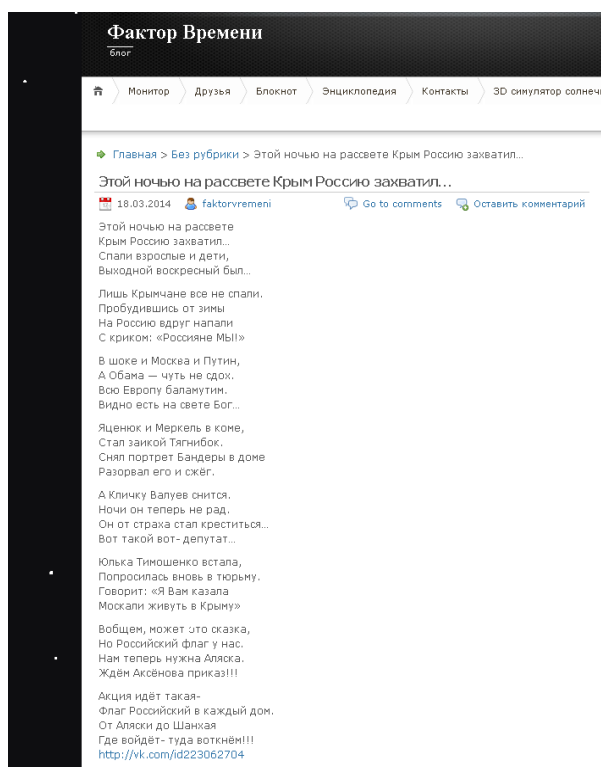 Фактор Времени
блог
Монитор
Друзья
Блокнот
Энциклопедия
Контакты
3D симулятор солнечн
Главная > Без рубрики > Этой ночью на рассвете Крым Россию захватил...
Этой ночью на рассвете Крым Россию захватил…
18.03.2014 faktorvremeni Go to comments Оставить комментарий
Этой ночью на рассвете
Крым Россию захватил…
Спали взрослые и дети,
Выходной воскресный был…
Лишь Крымчане все не спали.
Пробудившись от зимы
На Россию вдруг напали
С криком: «Россияне МЫ!»
В шоке и Москва и Путин,
А Обама — чуть не сдох.
Всю Европу баламутим.
Видно есть на свете Бог…
Яценюк и Меркель в коме,
Стал заикой Тягнибок.
Снял портрет Бандеры в доме
Разорвал его и сжёг.
А Кличку Валуев снится.
Ночи он теперь не рад.
Он от страха стал креститься…
Вот такой вот- депутат…
Юлька Тимошенко встала,
Попросилась вновь в тюрьму.
Говорит: «Я Вам казала
Москали живуть в Крыму»
Вобщем, может это сказка,
Но Российский флаг у нас.
Нам теперь нужна Аляска.
Ждём Аксёнова приказ!!!
Акция идёт такая-
Флаг Российский в каждый дом.
От Аляски до Шанхая
Где войдёт- туда воткнём!!!
http://vk.com/id223062704